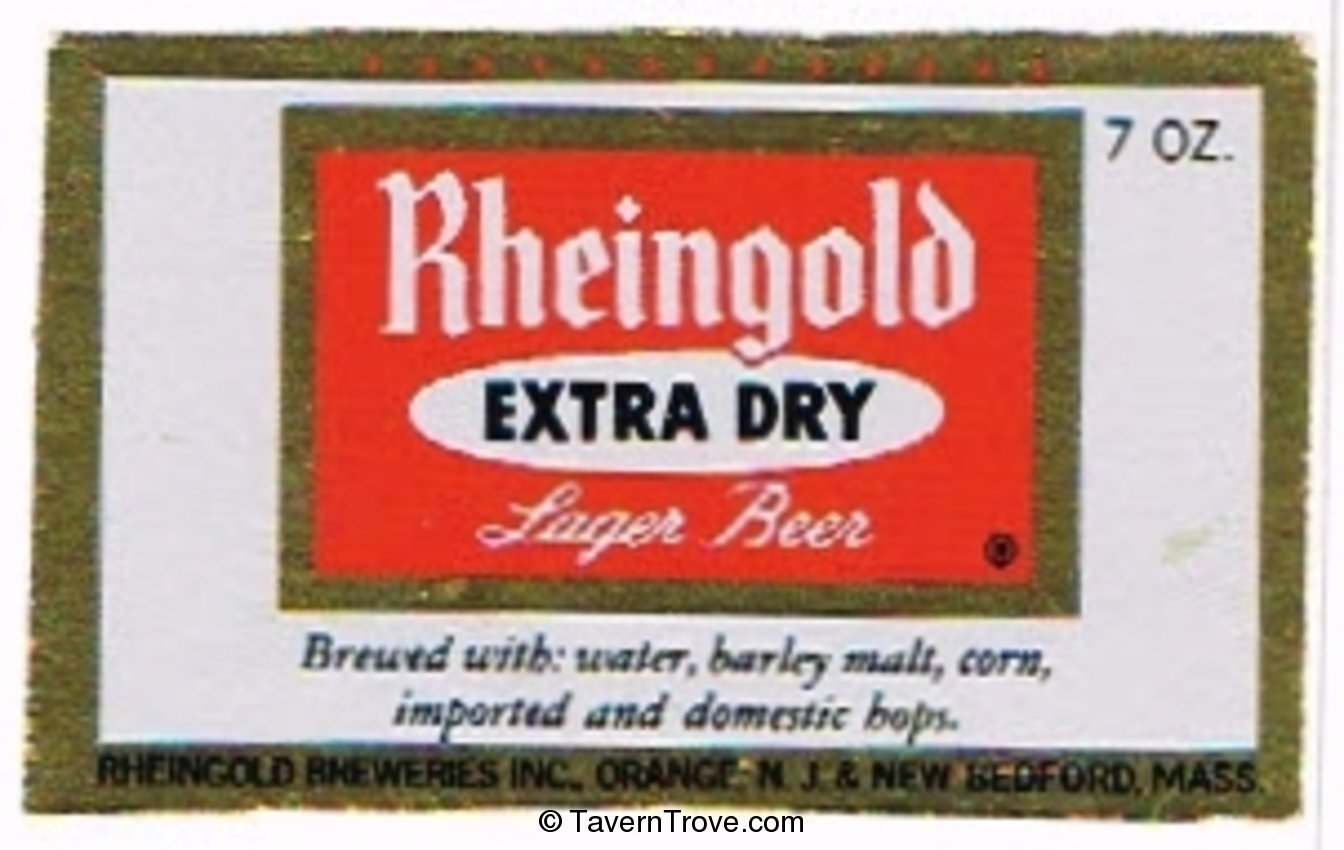 7 OZ.
Rheingold
EXTRA DRY
Lager Beer
®
Brewed with: water, barley malt, corn,
imported and domestic hops.
RHEINGOLD BREWERIES INC., ORANGE, N. J. & NEW BEDFORD, MASS.
© TavernTrove.com